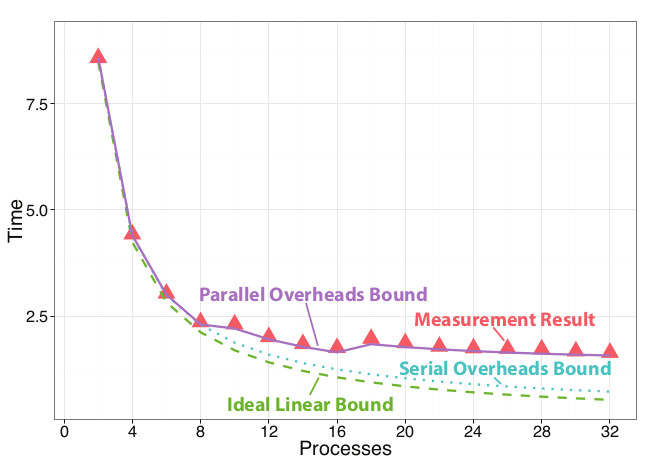 7.5
5.0
2.5
Time
Parallel Overheads Bound
Measurement Result
Serial Overheads Bound
Ideal Linear Bound
0 4 8 12 16 20 24 28 32
Processes